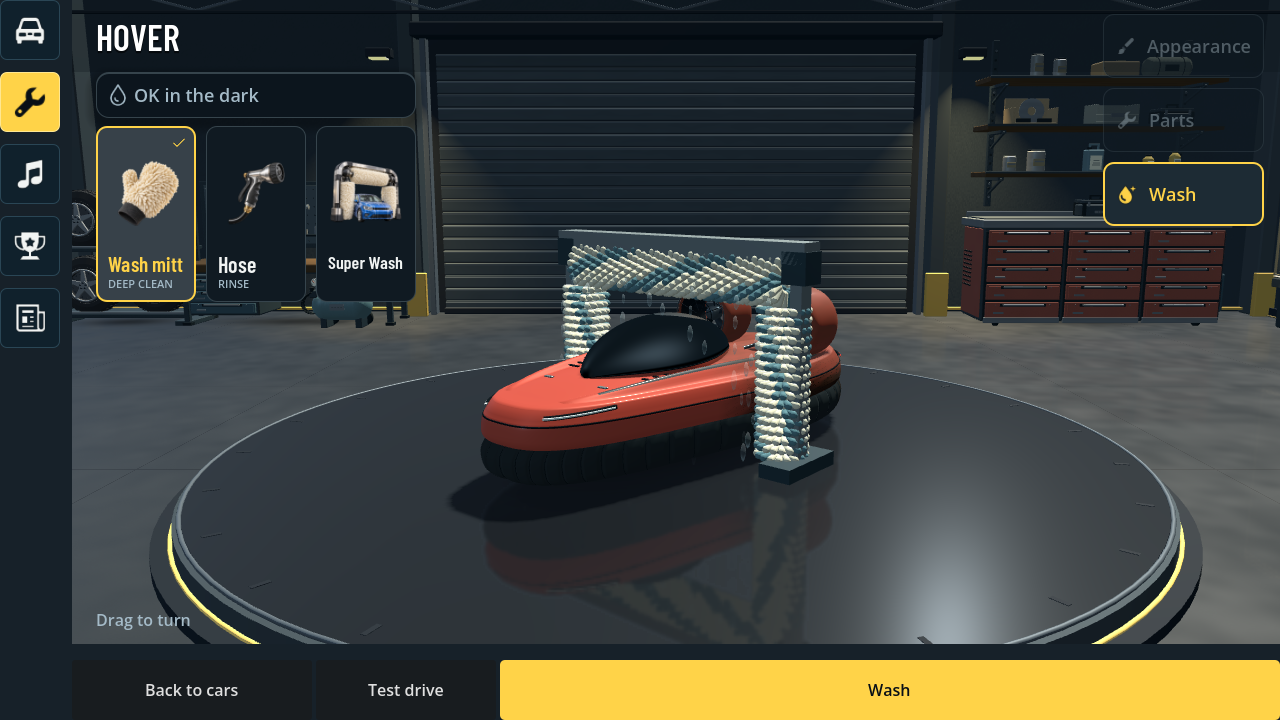 HOVER
OK in the dark
Wash mitt
DEEP CLEAN
Hose
RINSE
Super Wash
Appearance
Parts
Wash
Drag to turn
Back to cars
Test drive
Wash